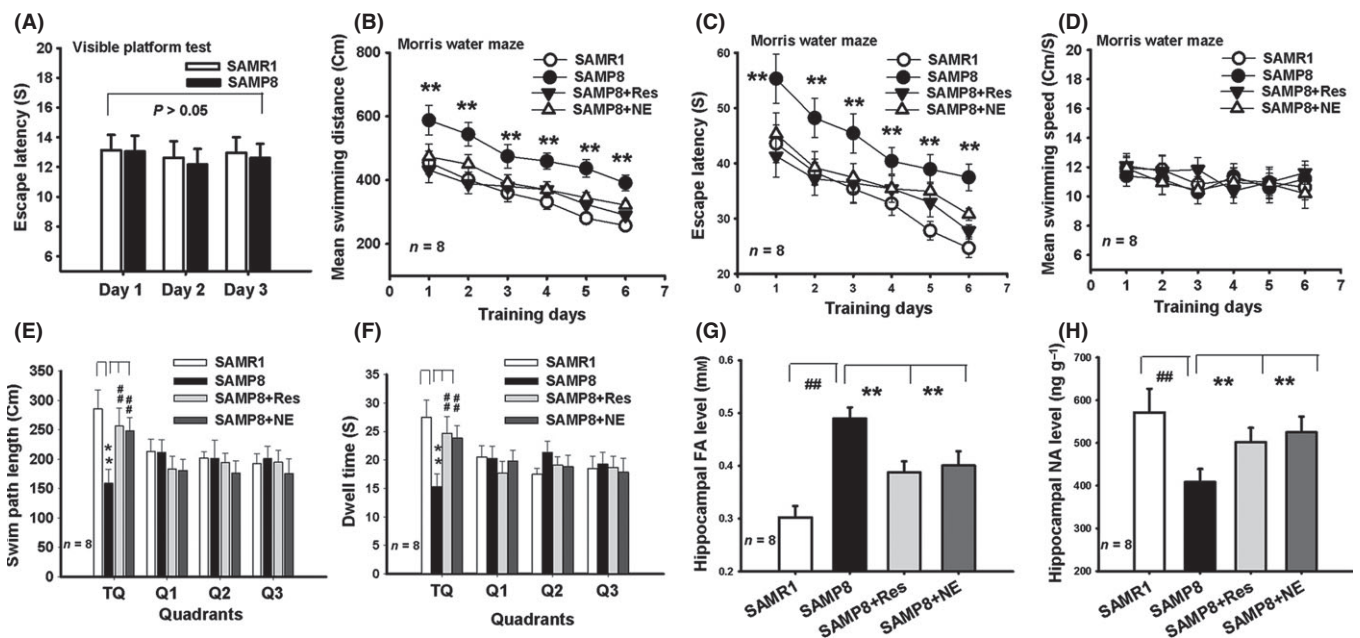 (A)
Visible platform test
SAMR1
SAMP8
P > 0.05
Escape latency (S)
20
18
16
14
12
10
8
6
Day 1 Day 2 Day 3
(B)
Morris water maze
SAMR1
SAMP8
SAMP8+Res
SAMP8+NE
Mean swimming distance (Cm)
800
600
400
200
** ** ** ** ** **
n = 8
0 1 2 3 4 5 6 7
Training days
(C)
Morris water maze
SAMR1
SAMP8
SAMP8+Res
SAMP8+NE
Escape latency (S)
60
50
40
30
20
** ** ** ** ** **
n = 8
0 1 2 3 4 5 6 7
Training days
(D)
Morris water maze
SAMR1
SAMP8
SAMP8+Res
SAMP8+NE
Mean swimming speed (Cm/S)
20
18
16
14
12
10
8
6
n = 8
0 1 2 3 4 5 6 7
Training days
(E)
SAMR1
SAMP8
SAMP8+Res
SAMP8+NE
Swim path length (Cm)
350
300
250
200
150
100
50
0
** ## ##
n = 8
TQ Q1 Q2 Q3
Quadrants
(F)
SAMR1
SAMP8
SAMP8+Res
SAMP8+NE
Dwell time (S)
35
30
25
20
15
10
5
0
** ## ##
n = 8
TQ Q1 Q2 Q3
Quadrants
(G)
Hippocampal FA level (mM)
0.6
0.5
0.4
0.3
0.2
## ** **
n = 8
SAMR1 SAMP8 SAMP8+Res SAMP8+NE
(H)
Hippocampal NA level (ng g⁻¹)
700
600
500
400
300
200
## ** **
n = 8
SAMR1 SAMP8 SAMP8+Res SAMP8+NE